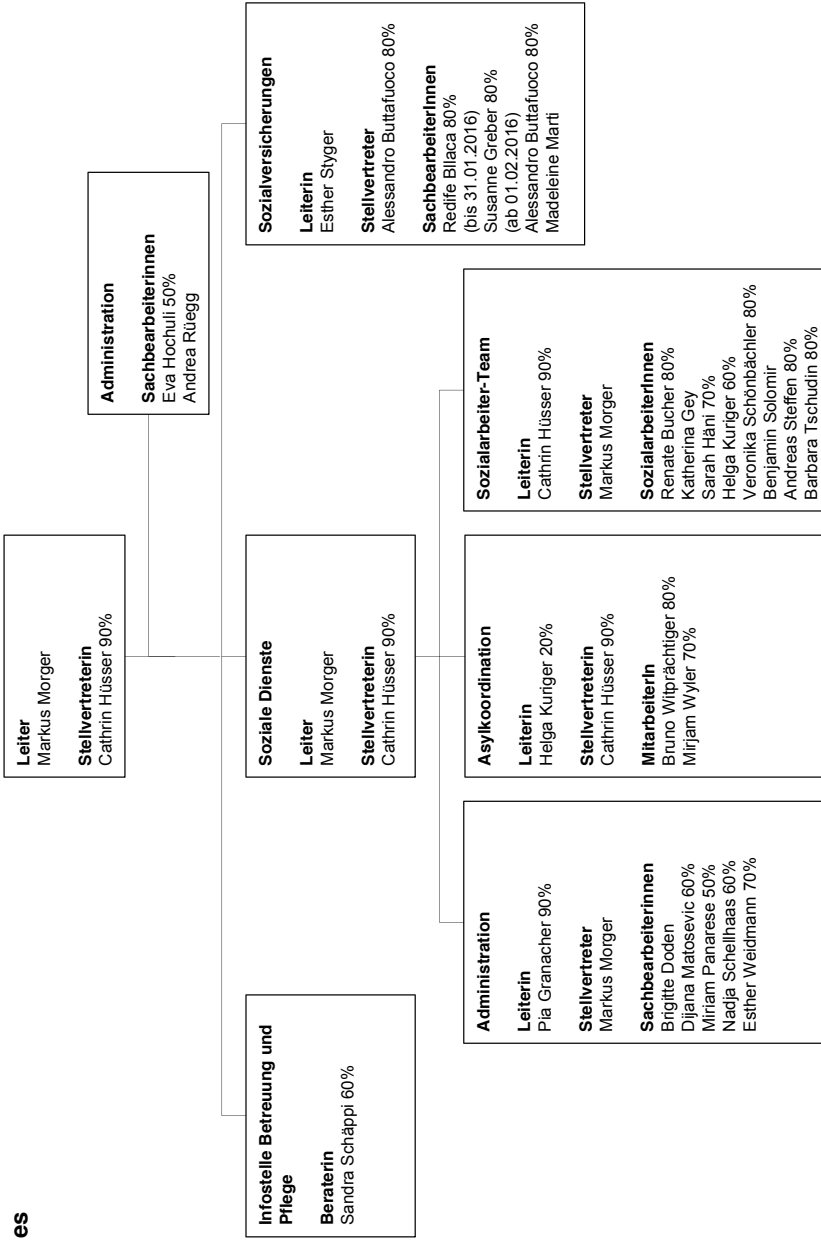 es
Leiter
Markus Morger
Stellvertreterin
Cathrin Hüsser 90%
Administration
Sachbearbeiterinnen
Eva Hochuli 50%
Andrea Rüegg
Infostelle Betreuung und
Pflege
Beraterin
Sandra Schäppi 60%
Soziale Dienste
Leiter
Markus Morger
Stellvertreterin
Cathrin Hüsser 90%
Sozialversicherungen
Leiterin
Esther Styger
Stellvertreter
Alessandro Buttafuoco 80%
SachbearbeiterInnen
Redife Bllaca 80%
(bis 31.01.2016)
Susanne Greber 80%
(ab 01.02.2016)
Alessandro Buttafuoco 80%
Madeleine Marti
Administration
Leiterin
Pia Granacher 90%
Stellvertreter
Markus Morger
Sachbearbeiterinnen
Brigitte Doden
Dijana Matosevic 60%
Miriam Panarese 50%
Nadja Schellhaas 60%
Esther Weidmann 70%
Asylkoordination
Leiterin
Helga Kuriger 20%
Stellvertreterin
Cathrin Hüsser 90%
MitarbeiterIn
Bruno Witprächtiger 80%
Mirjam Wyler 70%
Sozialarbeiter-Team
Leiterin
Cathrin Hüsser 90%
Stellvertreter
Markus Morger
SozialarbeiterInnen
Renate Bucher 80%
Katherina Gey
Sarah Häni 70%
Helga Kuriger 60%
Veronika Schönbächler 80%
Benjamin Solomir
Andreas Steffen 80%
Barbara Tschudin 80%